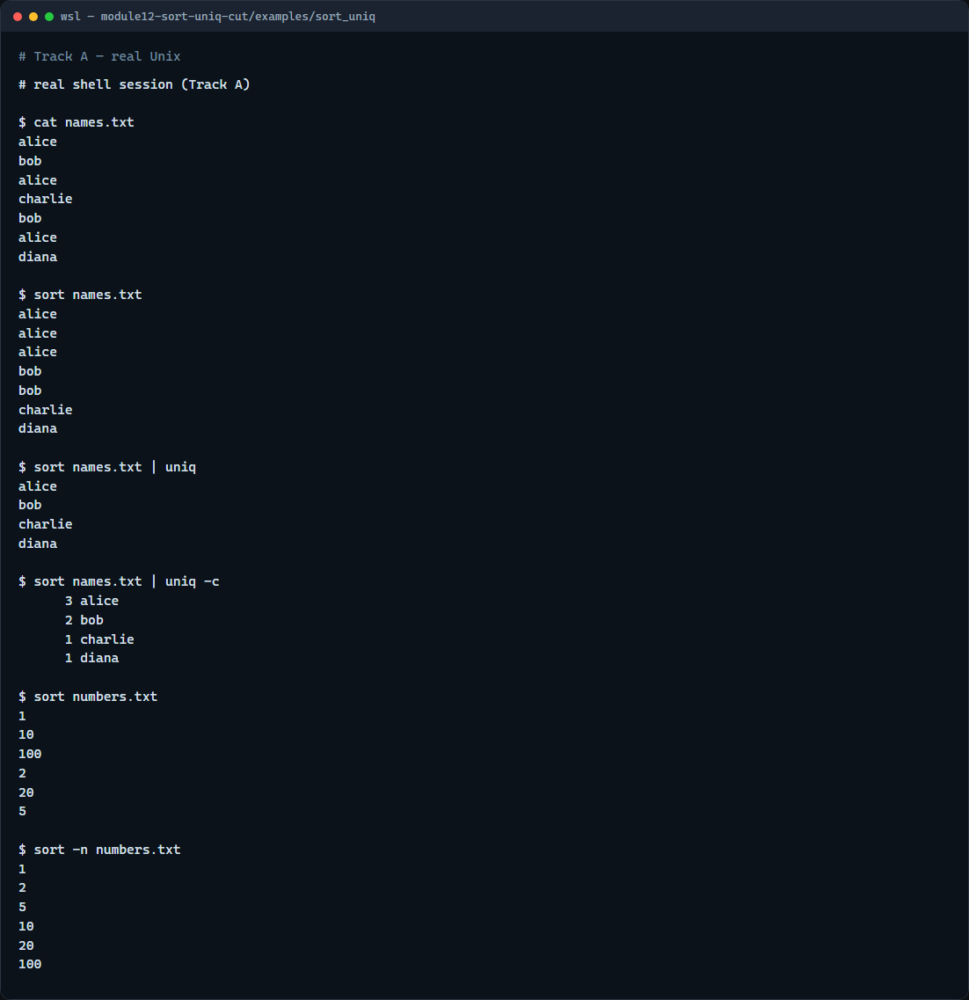 wsl — module12-sort-uniq-cut/examples/sort_uniq
# Track A — real Unix
# real shell session (Track A)
$ cat names.txt
alice
bob
alice
charlie
bob
alice
diana
$ sort names.txt
alice
alice
alice
bob
bob
charlie
diana
$ sort names.txt | uniq
alice
bob
charlie
diana
$ sort names.txt | uniq -c
      3 alice
      2 bob
      1 charlie
      1 diana
$ sort numbers.txt
1
10
100
2
20
5
$ sort -n numbers.txt
1
2
5
10
20
100